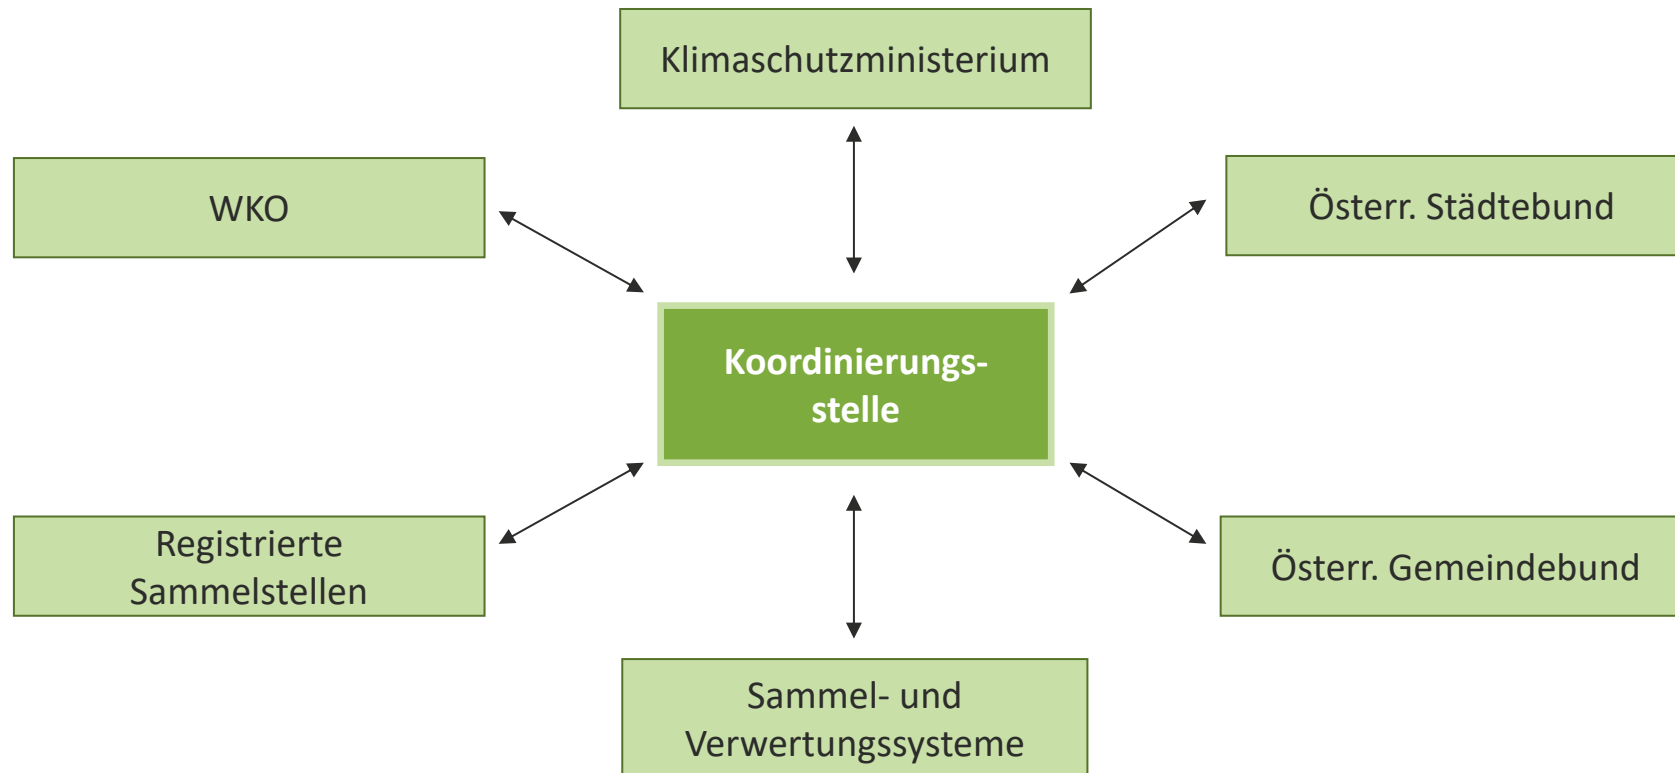 Klimaschutzministerium
WKO
Österr. Städtebund
Koordinierungs-
stelle
Registrierte
Sammelstellen
Österr. Gemeindebund
Sammel- und
Verwertungssysteme